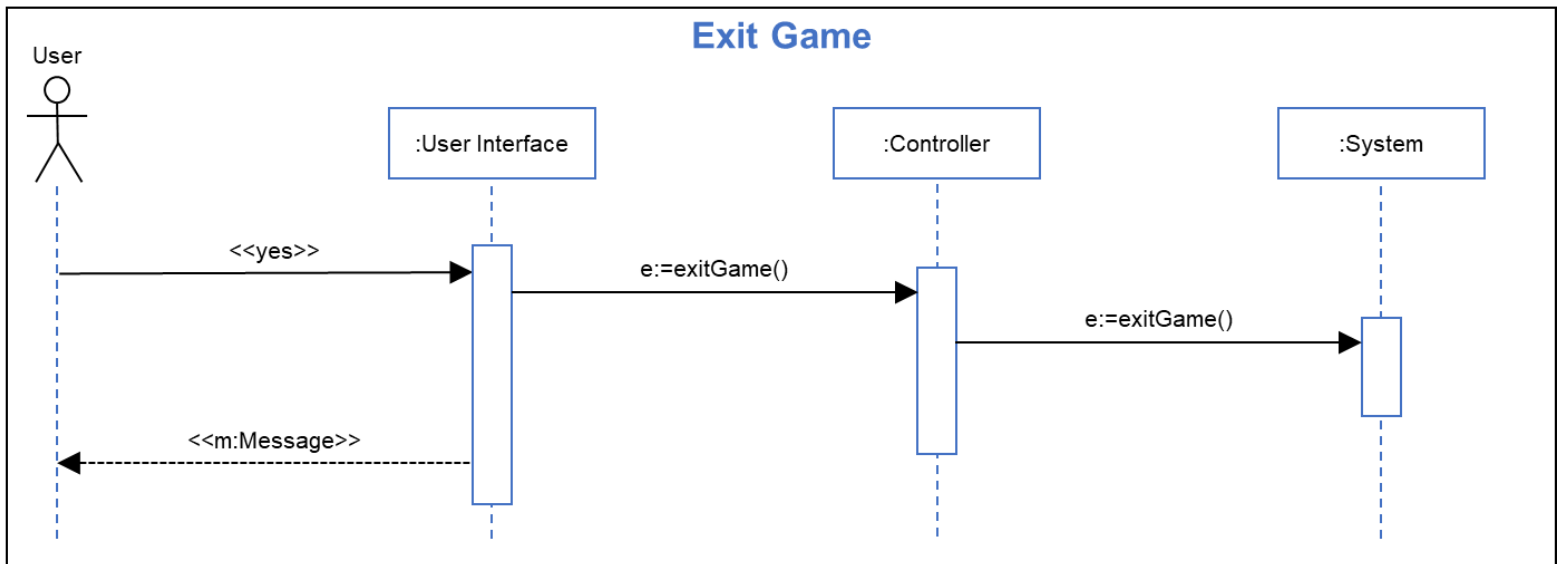 Exit Game
User
:User Interface
:Controller
:System
<<yes>>
e:=exitGame()
e:=exitGame()
<<m:Message>>